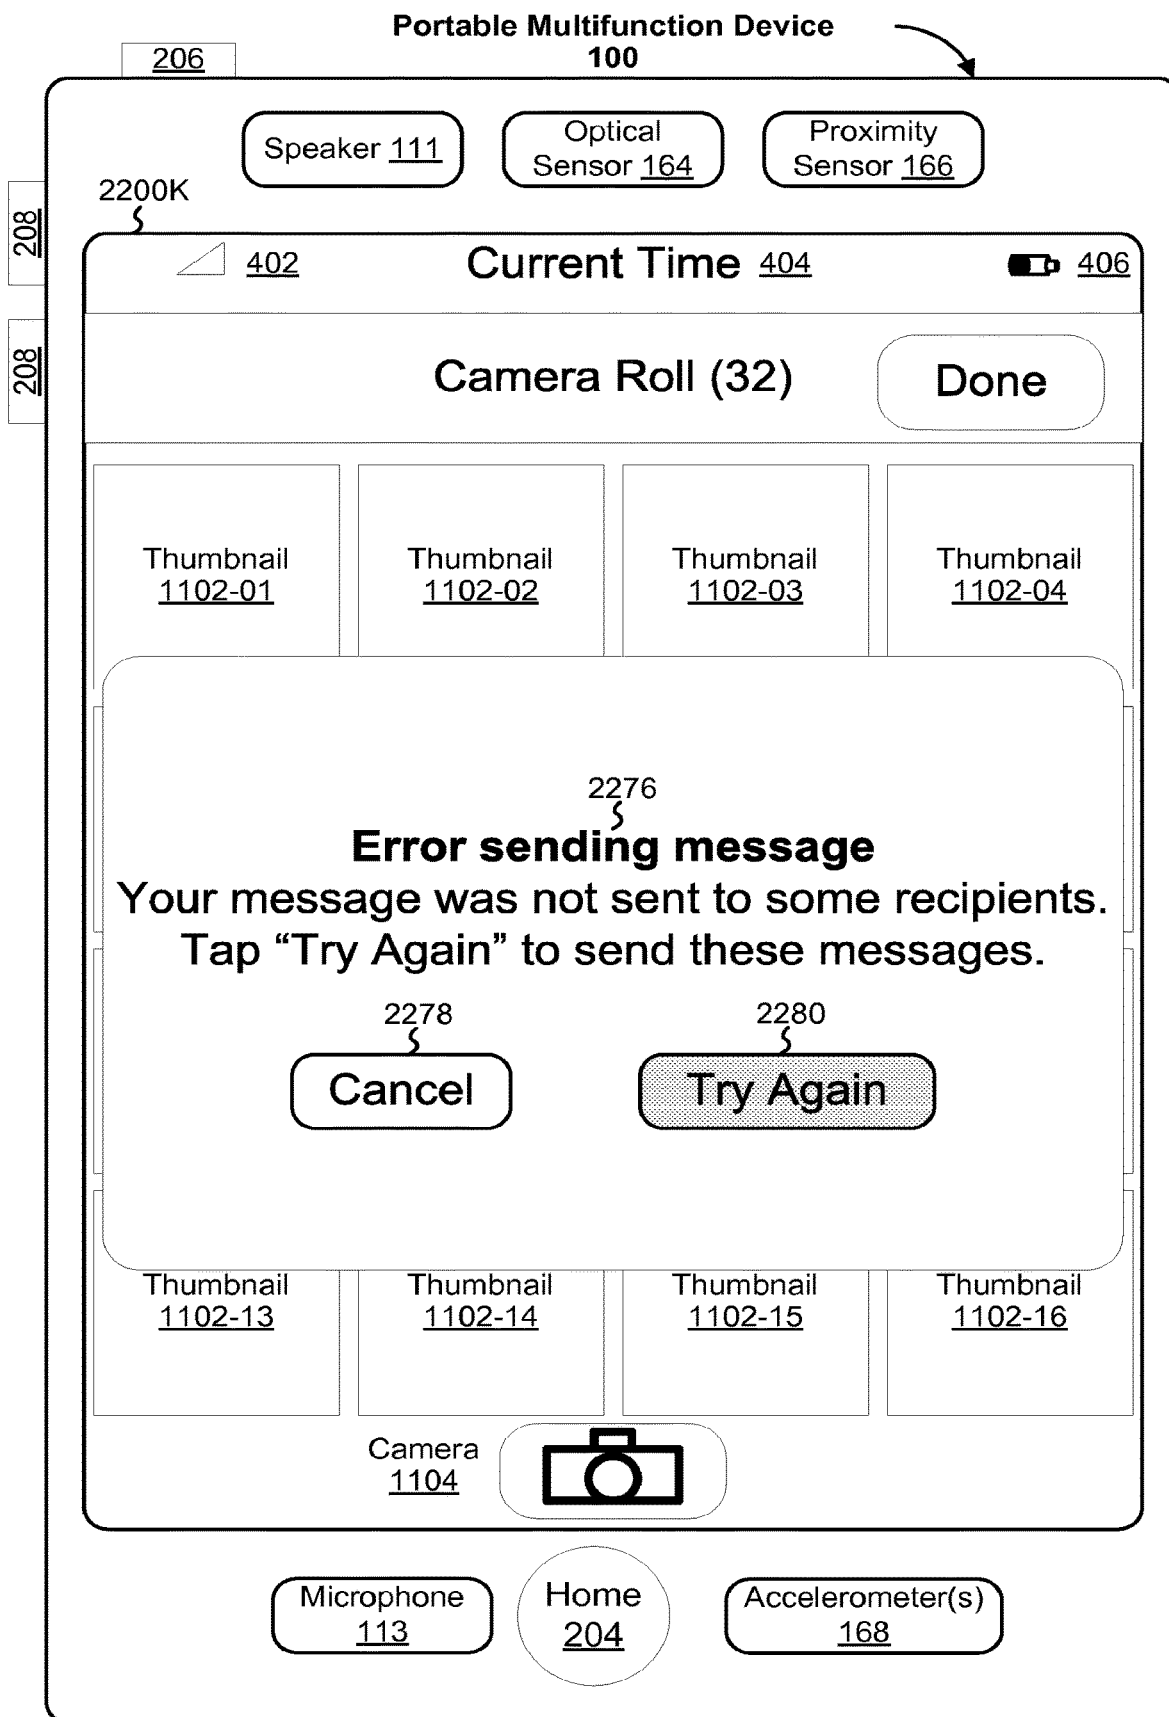 Portable Multifunction Device
100
206
Speaker 111
Optical
Sensor 164
Proximity
Sensor 166
2200K
208
208
402
Current Time 404
406
Camera Roll (32)
Done
Thumbnail
1102-01
Thumbnail
1102-02
Thumbnail
1102-03
Thumbnail
1102-04
2276
Error sending message
Your message was not sent to some recipients.
Tap “Try Again” to send these messages.
2278
2280
Cancel
Try Again
Thumbnail
1102-13
Thumbnail
1102-14
Thumbnail
1102-15
Thumbnail
1102-16
Camera
1104
Microphone
113
Home
204
Accelerometer(s)
168